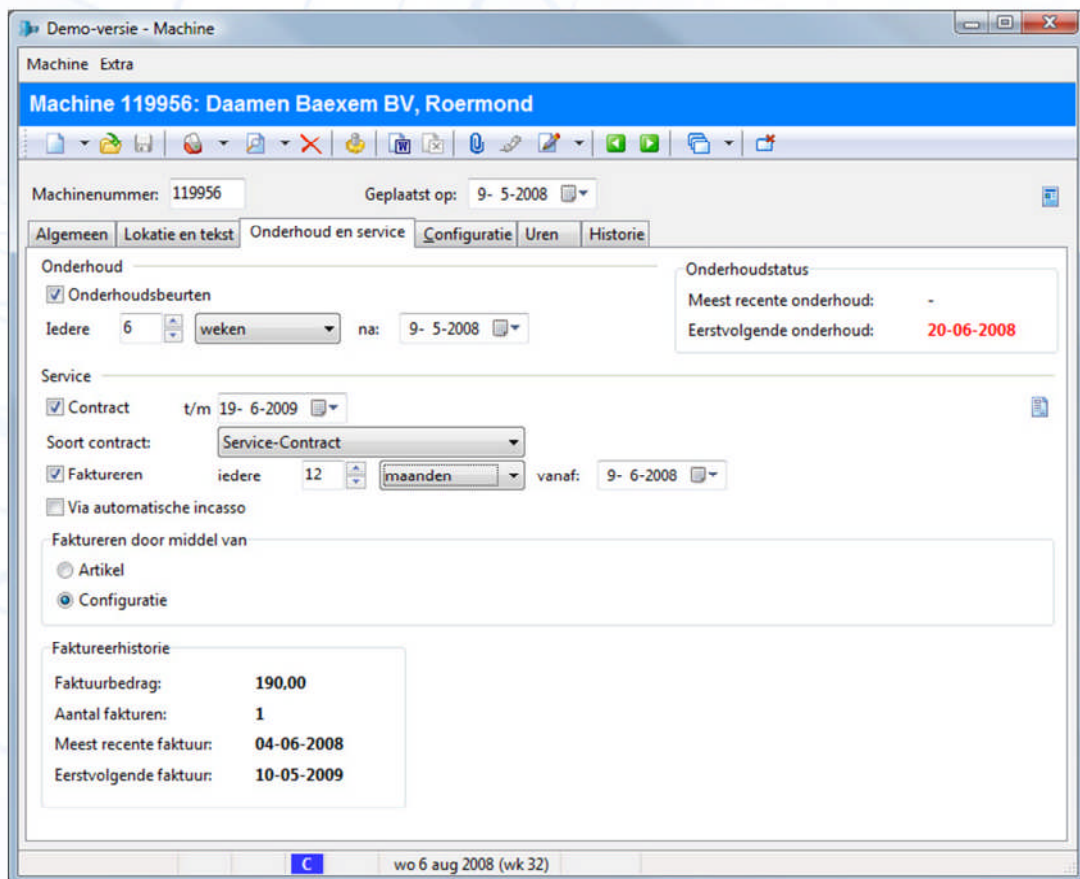 Demo-versie - Machine
Machine Extra
Machine 119956: Daamen Baexem BV, Roermond
Machinenummer: 119956 Geplaatst op: 9- 5-2008
Algemeen Lokatie en tekst Onderhoud en service Configuratie Uren Historie
Onderhoud
Onderhoudsbeurten
Iedere 6 weken na: 9- 5-2008
Onderhoudstatus
Meest recente onderhoud: -
Eerstvolgende onderhoud: 20-06-2008
Service
Contract t/m 19- 6-2009
Soort contract: Service-Contract
Faktureren iedere 12 maanden vanaf: 9- 6-2008
Via automatische incasso
Faktureren door middel van
Artikel
Configuratie
Faktureerhistorie
Faktuurbedrag: 190,00
Aantal fakturen: 1
Meest recente faktuur: 04-06-2008
Eerstvolgende faktuur: 10-05-2009
C wo 6 aug 2008 (wk 32)